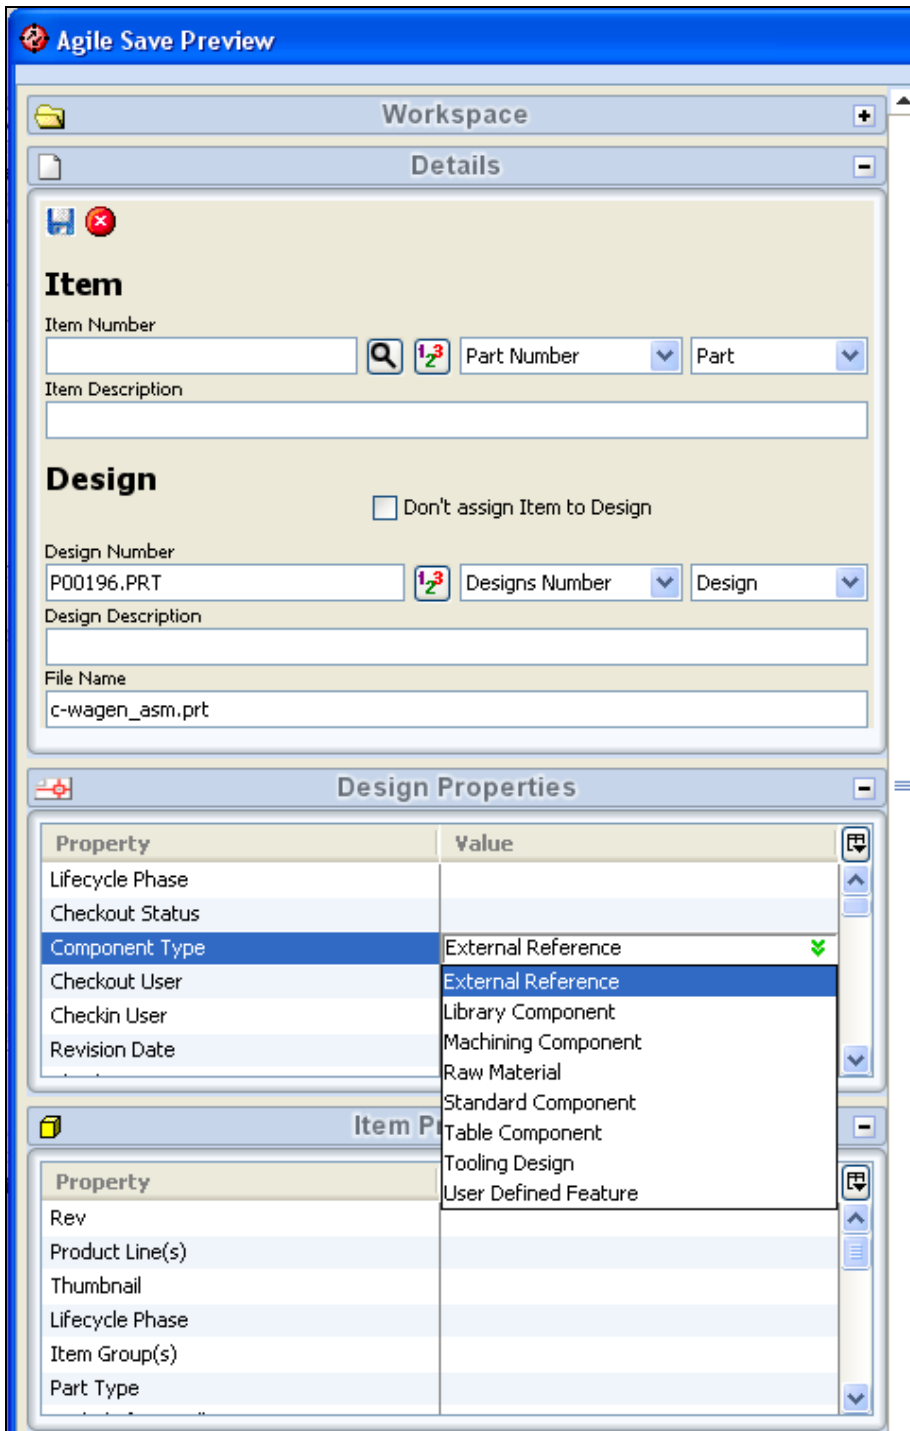 Agile Save Preview
Workspace
Details
Item
Item Number
Part Number Part
Item Description
Design
Don't assign Item to Design
Design Number
P00196.PRT Designs Number Design
Design Description
File Name
c-wagen_asm.prt
Design Properties
Property Value
Lifecycle Phase
Checkout Status
Component Type External Reference
Checkout User External Reference
Library Component
Checkin User
Machining Component
Revision Date
Raw Material
Standard Component
Item P
Table Component
Tooling Design
Property
User Defined Feature
Rev
Product Line(s)
Thumbnail
Lifecycle Phase
Item Group(s)
Part Type